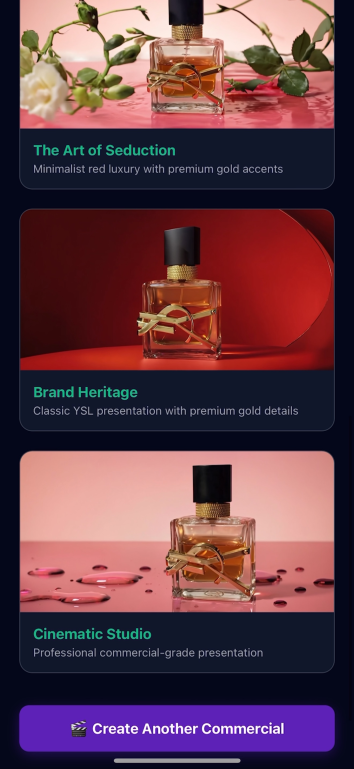 The Art of Seduction
Minimalist red luxury with premium gold accents
Brand Heritage
Classic YSL presentation with premium gold details
Cinematic Studio
Professional commercial-grade presentation
🎬 Create Another Commercial